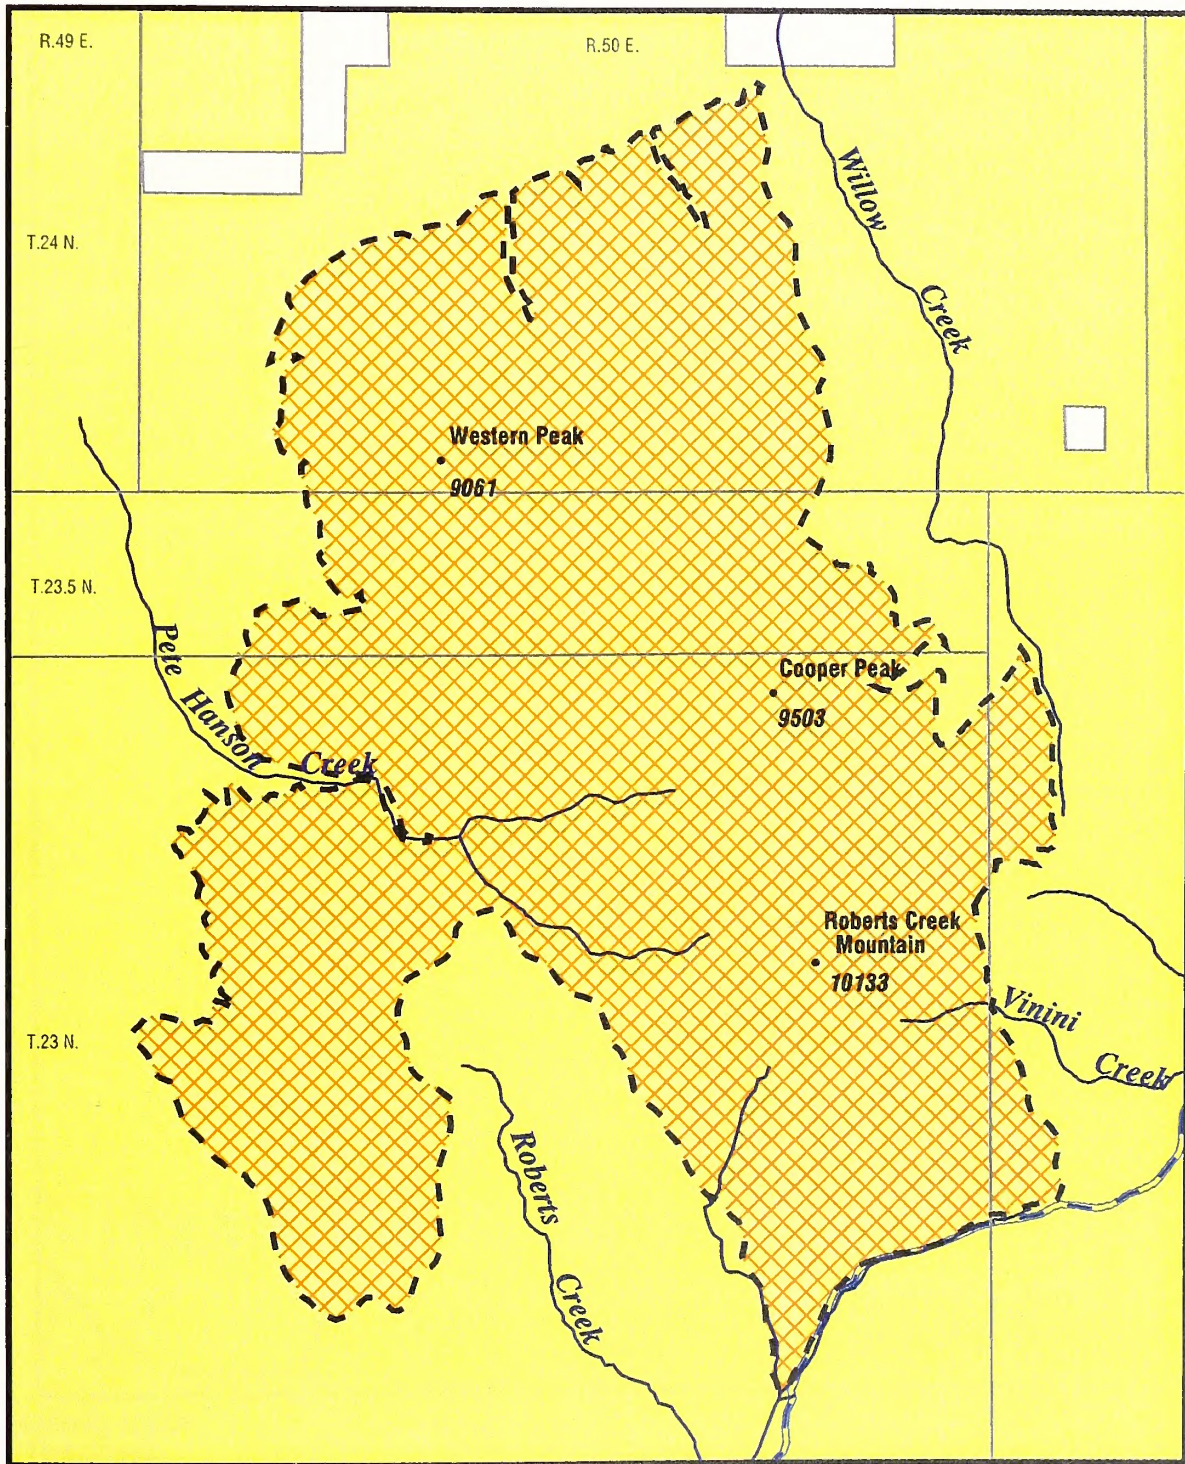 R.49 E.
R.50 E.
Willow
Creek
T.24 N.
Western Peak
9061
T.23.5 N.
Pete Hanson Creek
Cooper Peak
9503
Roberts Creek
Mountain
10133
Vinini
Creek
T.23 N.
Roberts
Creek